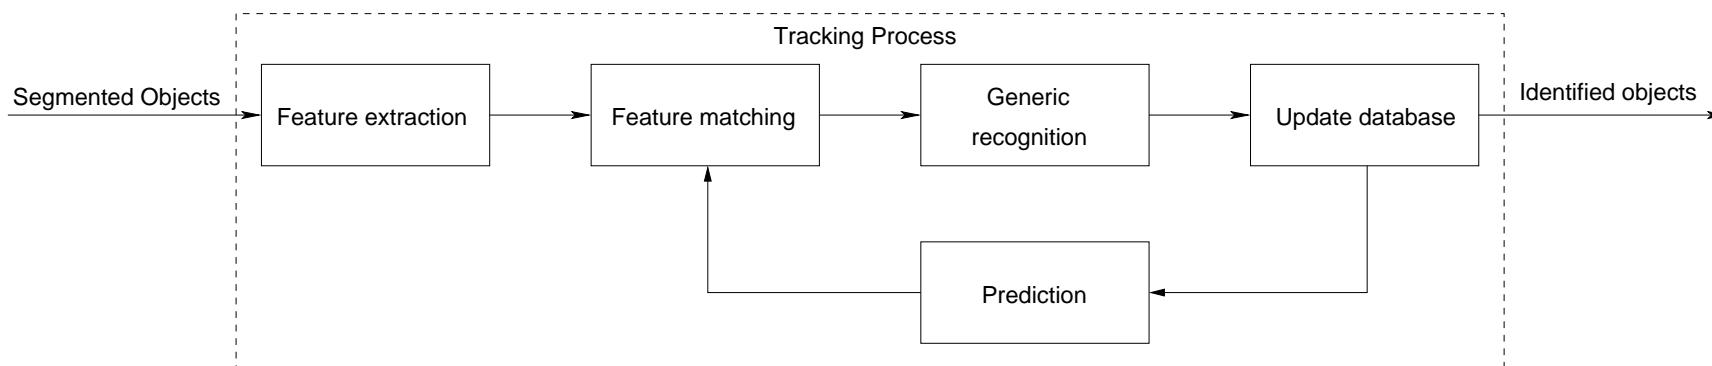 Tracking Process
Segmented Objects
Feature extraction
Feature matching
Generic
recognition
Update database
Identified objects
Prediction